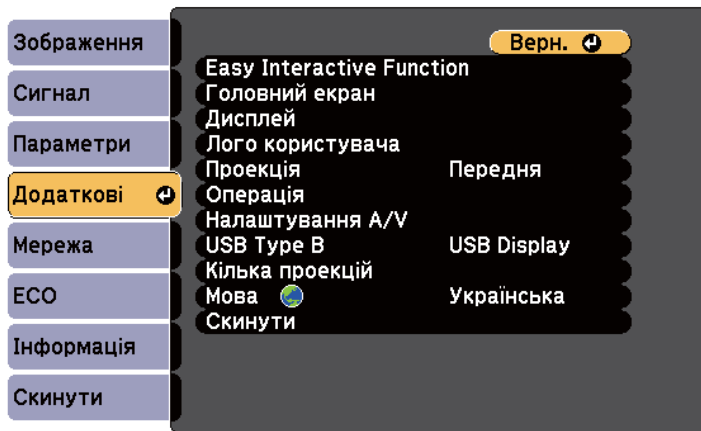 Зображення
Сигнал
Параметри
Додаткові
Мережа
ECO
Інформація
Скинути
Верн.
Easy Interactive Function
Головний екран
Дисплей
Лого користувача
Проекція Передня
Операція
Налаштування A/V
USB Type B USB Display
Кілька проекцій
Мова Українська
Скинути